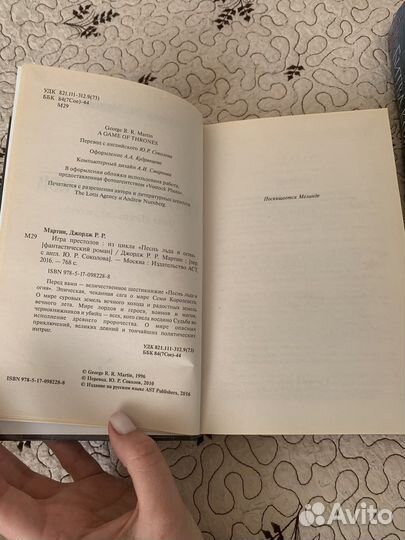 УДК 821.111-312.9(73)
ББК 84(7Сое)-44
М29
George R. R. Martin
A GAME OF THRONES
Перевод с английского Ю.Р. Соколова
Оформление А.А. Кудрявцева
Компьютерный дизайн А.И. Смирнова
В оформлении обложки использована работа,
предоставленная фотоагентством «Vostock Photo»
Печатается с разрешения автора и литературных агентств
The Lotts Agency и Andrew Nurnberg.
Мартин, Джордж Р. Р.
М29 Игра престолов : из цикла «Песнь льда и огня» :
[фантастический роман] / Джордж Р. Р. Мартин ; [пер.
с англ. Ю. Р. Соколова]. — Москва : Издательство АСТ,
2016. — 768 с.
ISBN 978-5-17-098228-8
Перед вами — величественное шестикнижие «Песнь льда и
огня». Эпическая, чеканная сага о мире Семи Королевств.
О мире суровых земель вечного холода и радостных земель
вечного лета. Мире лордов и героев, воинов и магов,
чернокнижников и убийц — всех, кого свела воедино Судьба во
исполнение древнего пророчества. О мире опасных
приключений, великих деяний и тончайших политических
интриг.
УДК 821.111-312.9(73)
ББК 84(7Сое)-44
© George R. R. Martin, 1996
© Перевод. Ю. Р. Соколов, 2016
© Издание на русском языке AST Publishers, 2016
ISBN 978-5-17-098228-8
Посвящается Мелинде
Avito